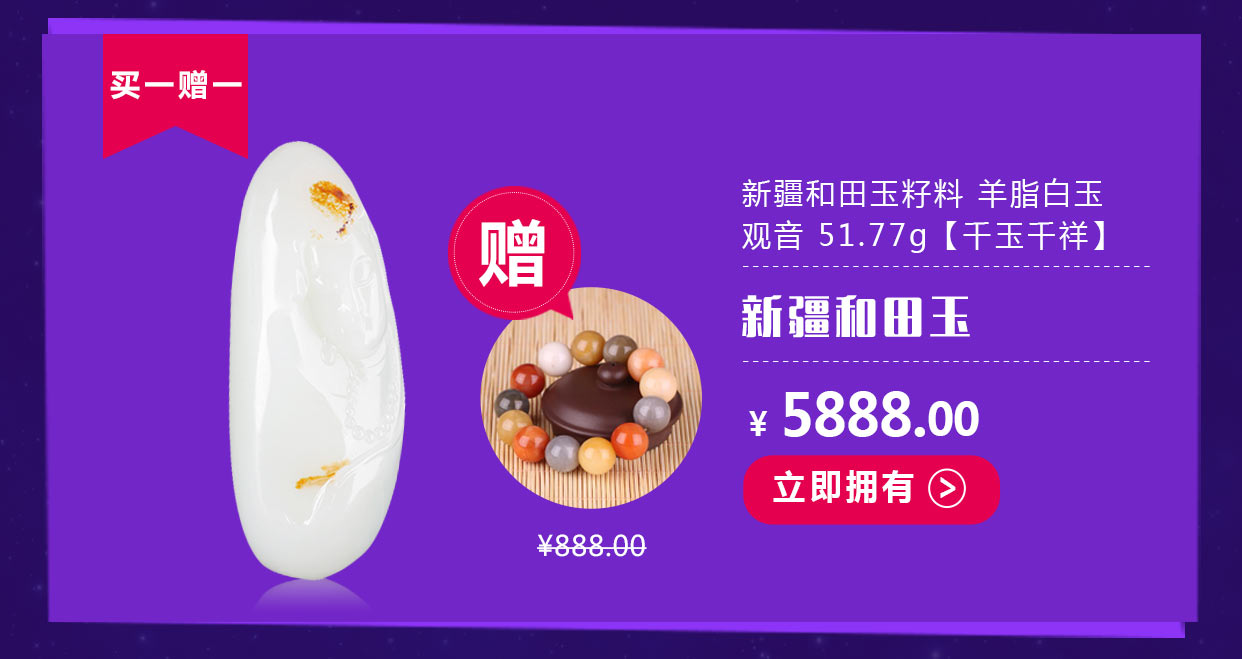 买一赠一
赠
¥888.00
新疆和田玉籽料 羊脂白玉
观音 51.77g【千玉千祥】
新疆和田玉
¥ 5888.00
立即拥有